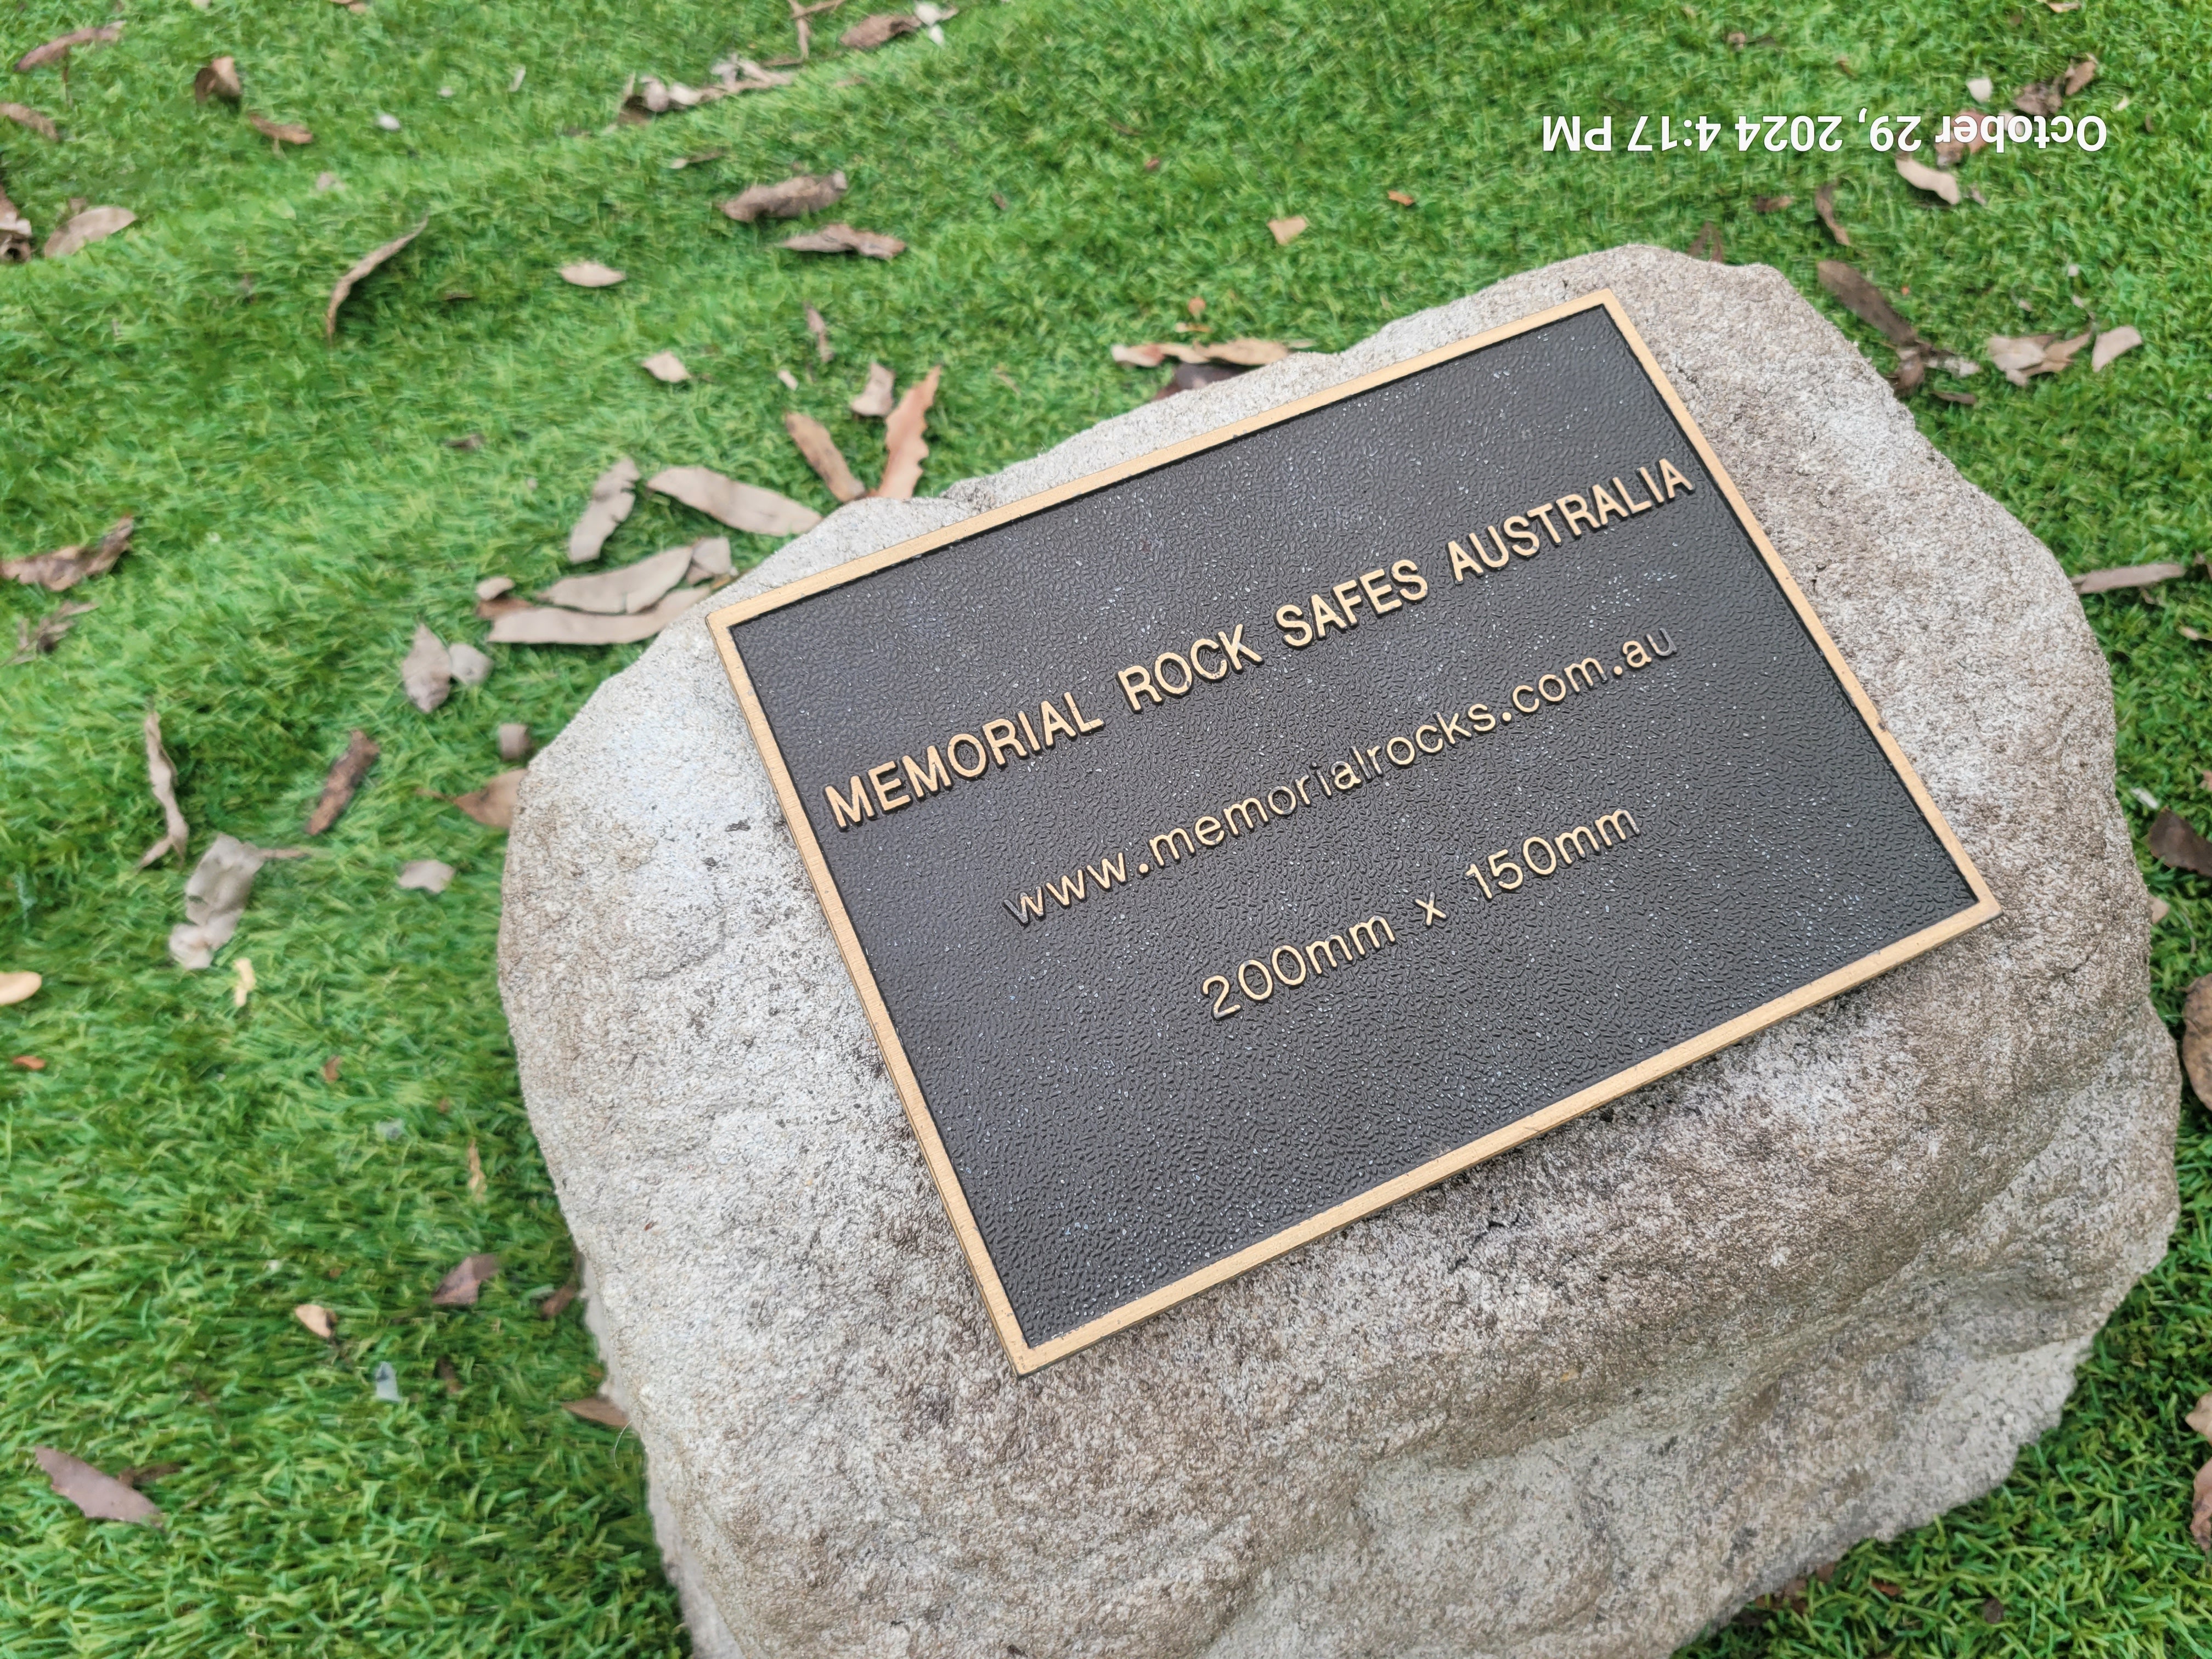 October 29, 2024 4:17 PM
MEMORIAL ROCK SAFES AUSTRALIA
www.memorialrocks.com.au
200mm x 150mm